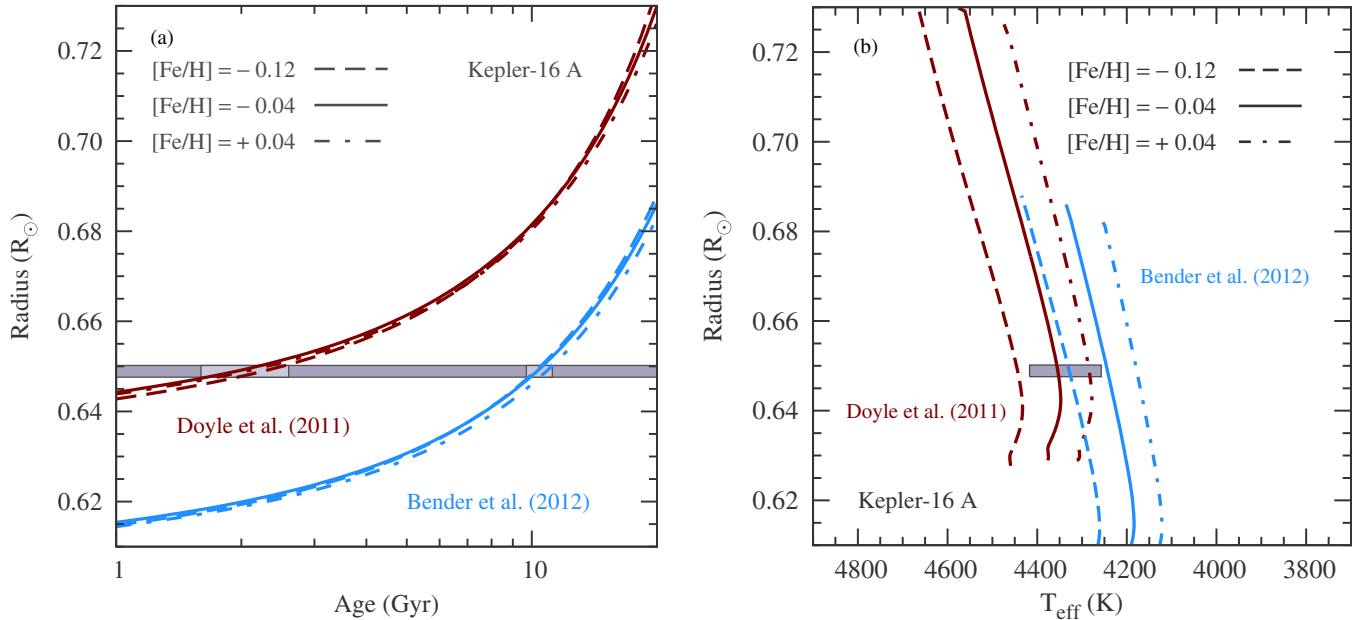 (a)
Kepler-16 A
[Fe/H] = − 0.12
[Fe/H] = − 0.04
[Fe/H] = + 0.04
Doyle et al. (2011)
Bender et al. (2012)
0.72
0.70
0.68
0.66
0.64
0.62
Radius (R⊙)
1
10
Age (Gyr)
(b)
[Fe/H] = − 0.12
[Fe/H] = − 0.04
[Fe/H] = + 0.04
Bender et al. (2012)
Doyle et al. (2011)
Kepler-16 A
0.72
0.70
0.68
0.66
0.64
0.62
Radius (R⊙)
4800
4600
4400
4200
4000
3800
Teff (K)